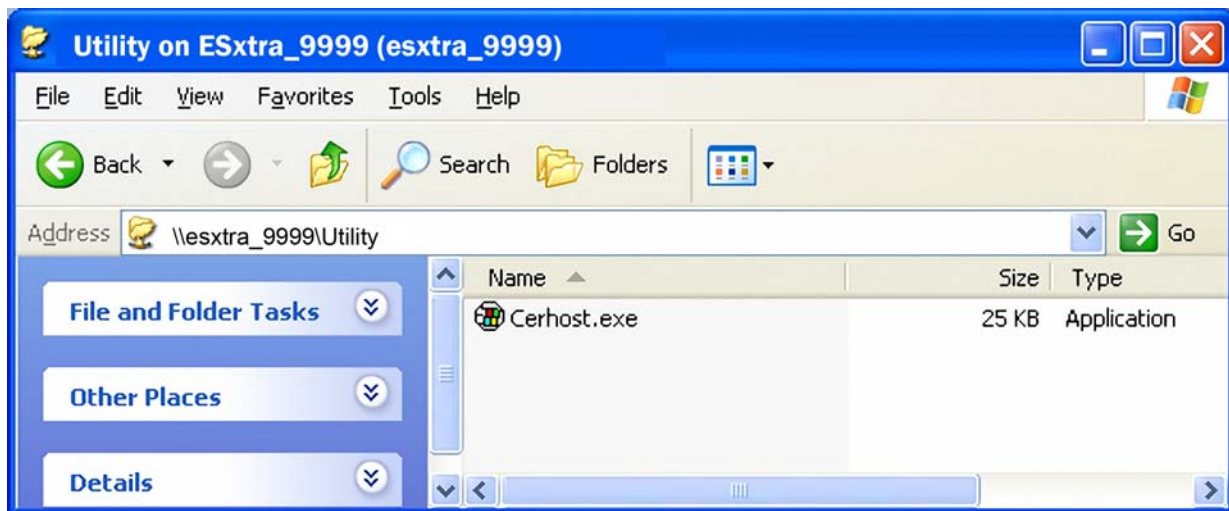 Utility on ESxtra_9999 (esxtra_9999)
File Edit View Favorites Tools Help
Back Search Folders
Address \\esxtra_9999\Utility Go
Name Size Type
File and Folder Tasks
Cerhost.exe 25 KB Application
Other Places
Details